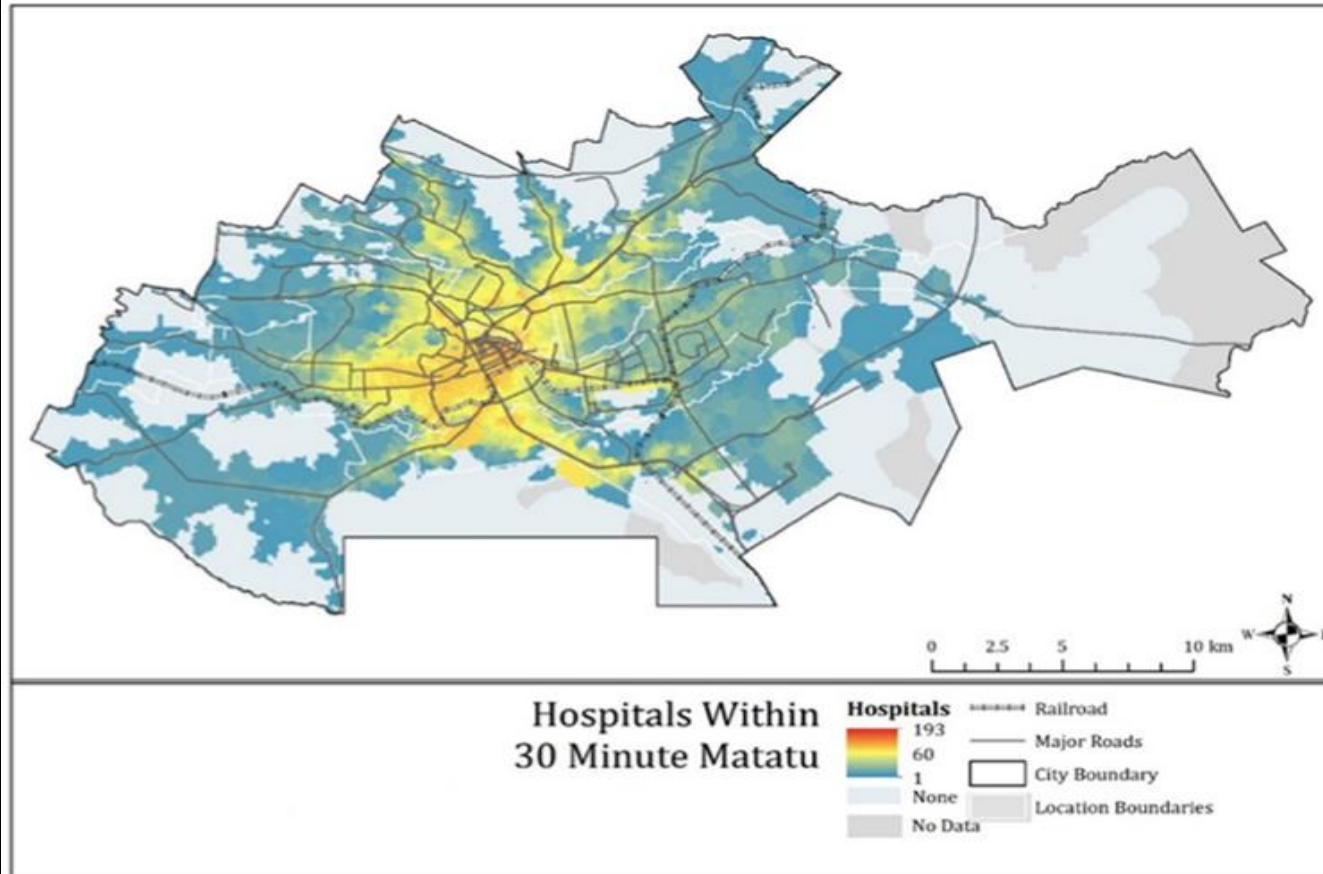 N
W
S
0 2.5 5 10 km
Hospitals Within
30 Minute Matatu
Hospitals
193
60
1
None
No Data
Railroad
Major Roads
City Boundary
Location Boundaries